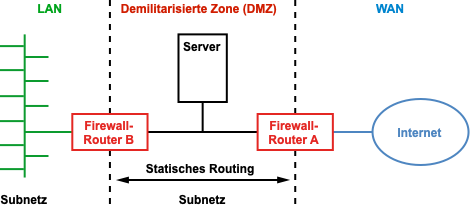 LAN
Demilitarisierte Zone (DMZ)
WAN
Server
Firewall-
Router B
Firewall-
Router A
Internet
Statisches Routing
Subnetz
Subnetz